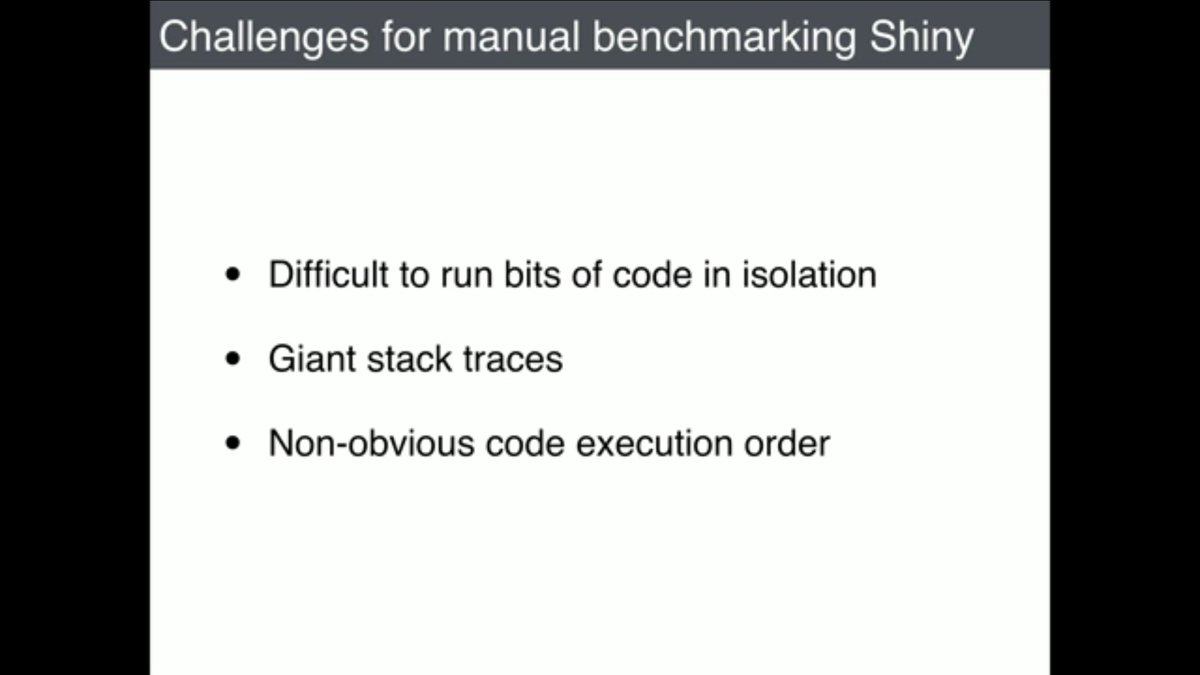 Challenges for manual benchmarking Shiny
• Difficult to run bits of code in isolation
• Giant stack traces
• Non-obvious code execution order